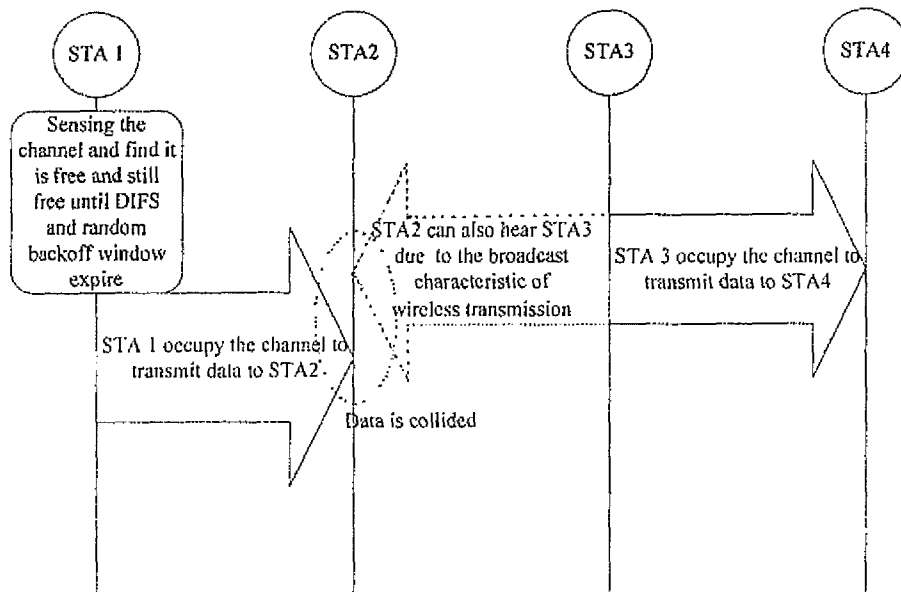 STA 1
STA2
STA3
STA4
Sensing the
channel and find it
is free and still
free until DIFS
and random
backoff window
expire
STA2 can also hear STA3
due to the broadcast
characteristic of
wireless transmission
STA 3 occupy the channel to
transmit data to STA4
STA 1 occupy the channel to
transmit data to STA2
Data is collided